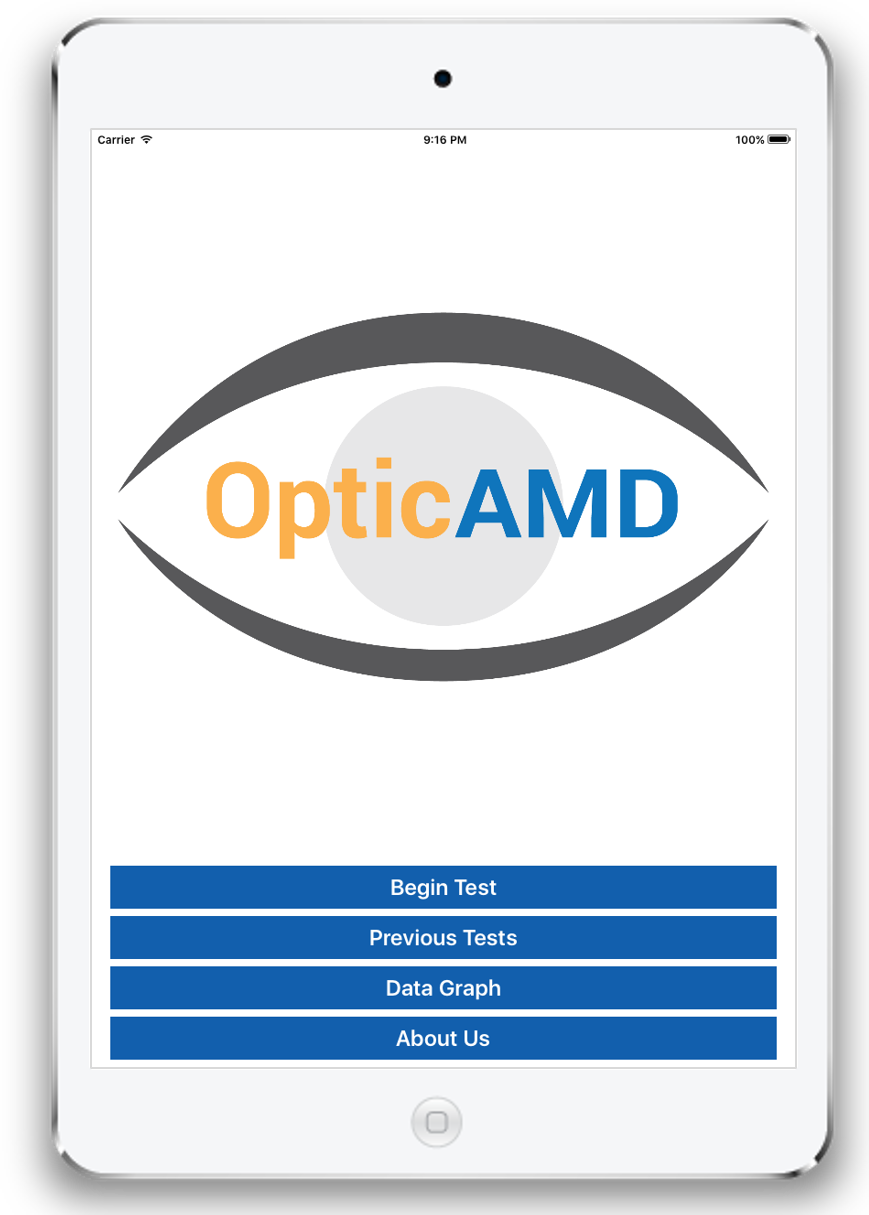 Carrier 9:16 PM 100%
OpticAMD
Begin Test
Previous Tests
Data Graph
About Us